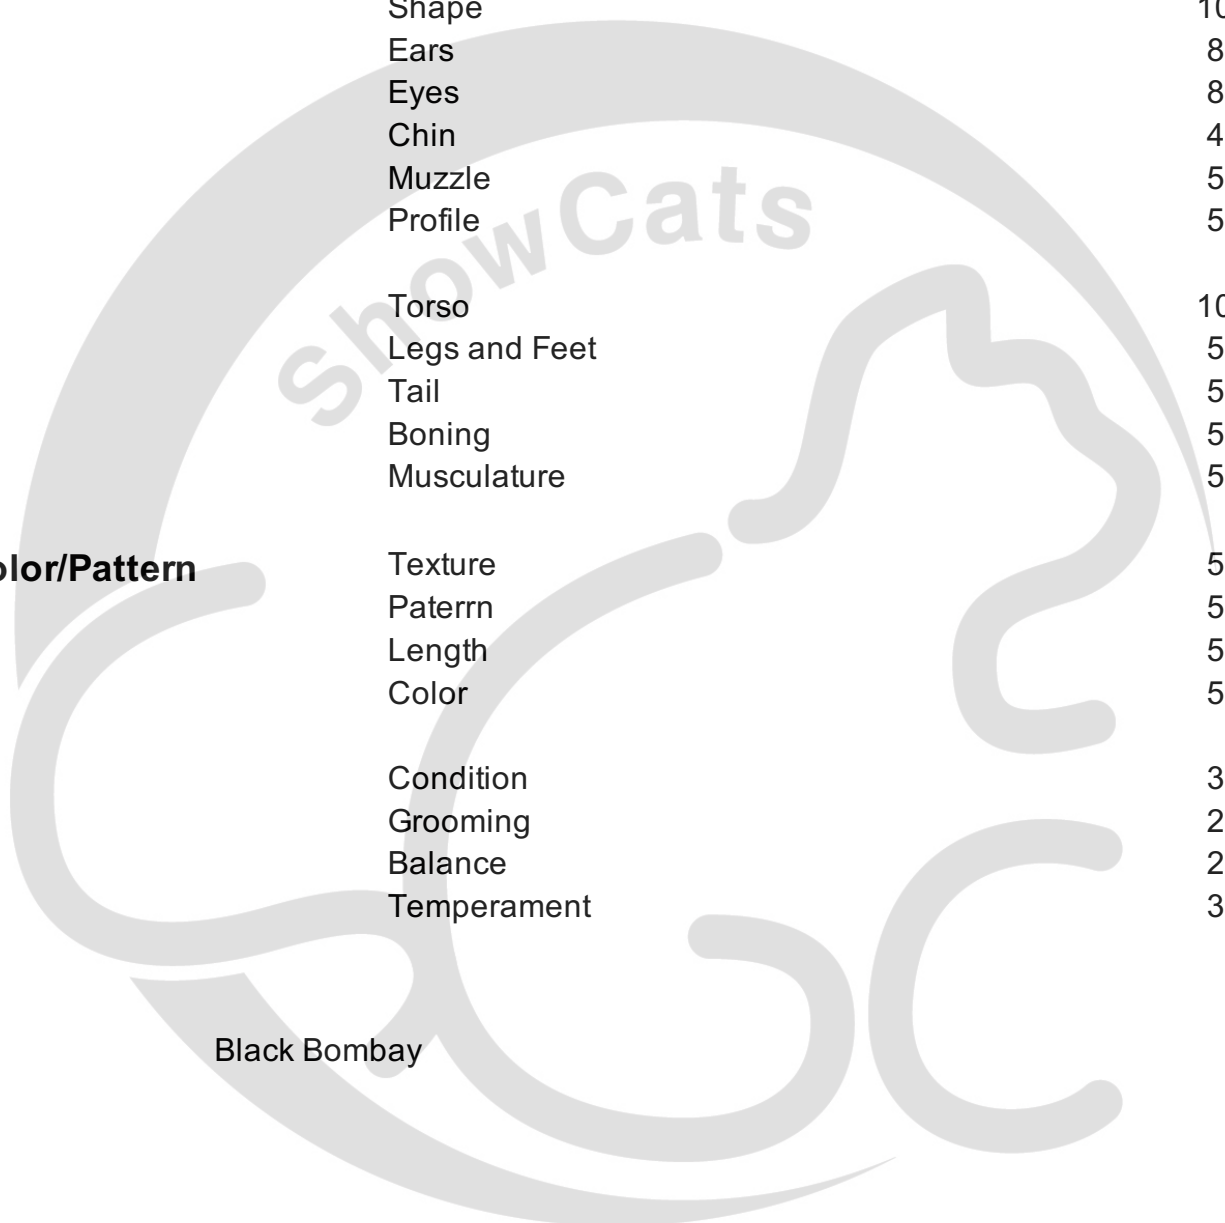 Shape 10
Ears 8
Eyes 8
Chin 4
Muzzle 5
Profile 5
ShowCats
Torso 10
Legs and Feet 5
Tail 5
Boning 5
Musculature 5
olor/Pattern Texture 5
Paterrn 5
Length 5
Color 5
Condition 3
Grooming 2
Balance 2
Temperament 3
GC
Black Bombay